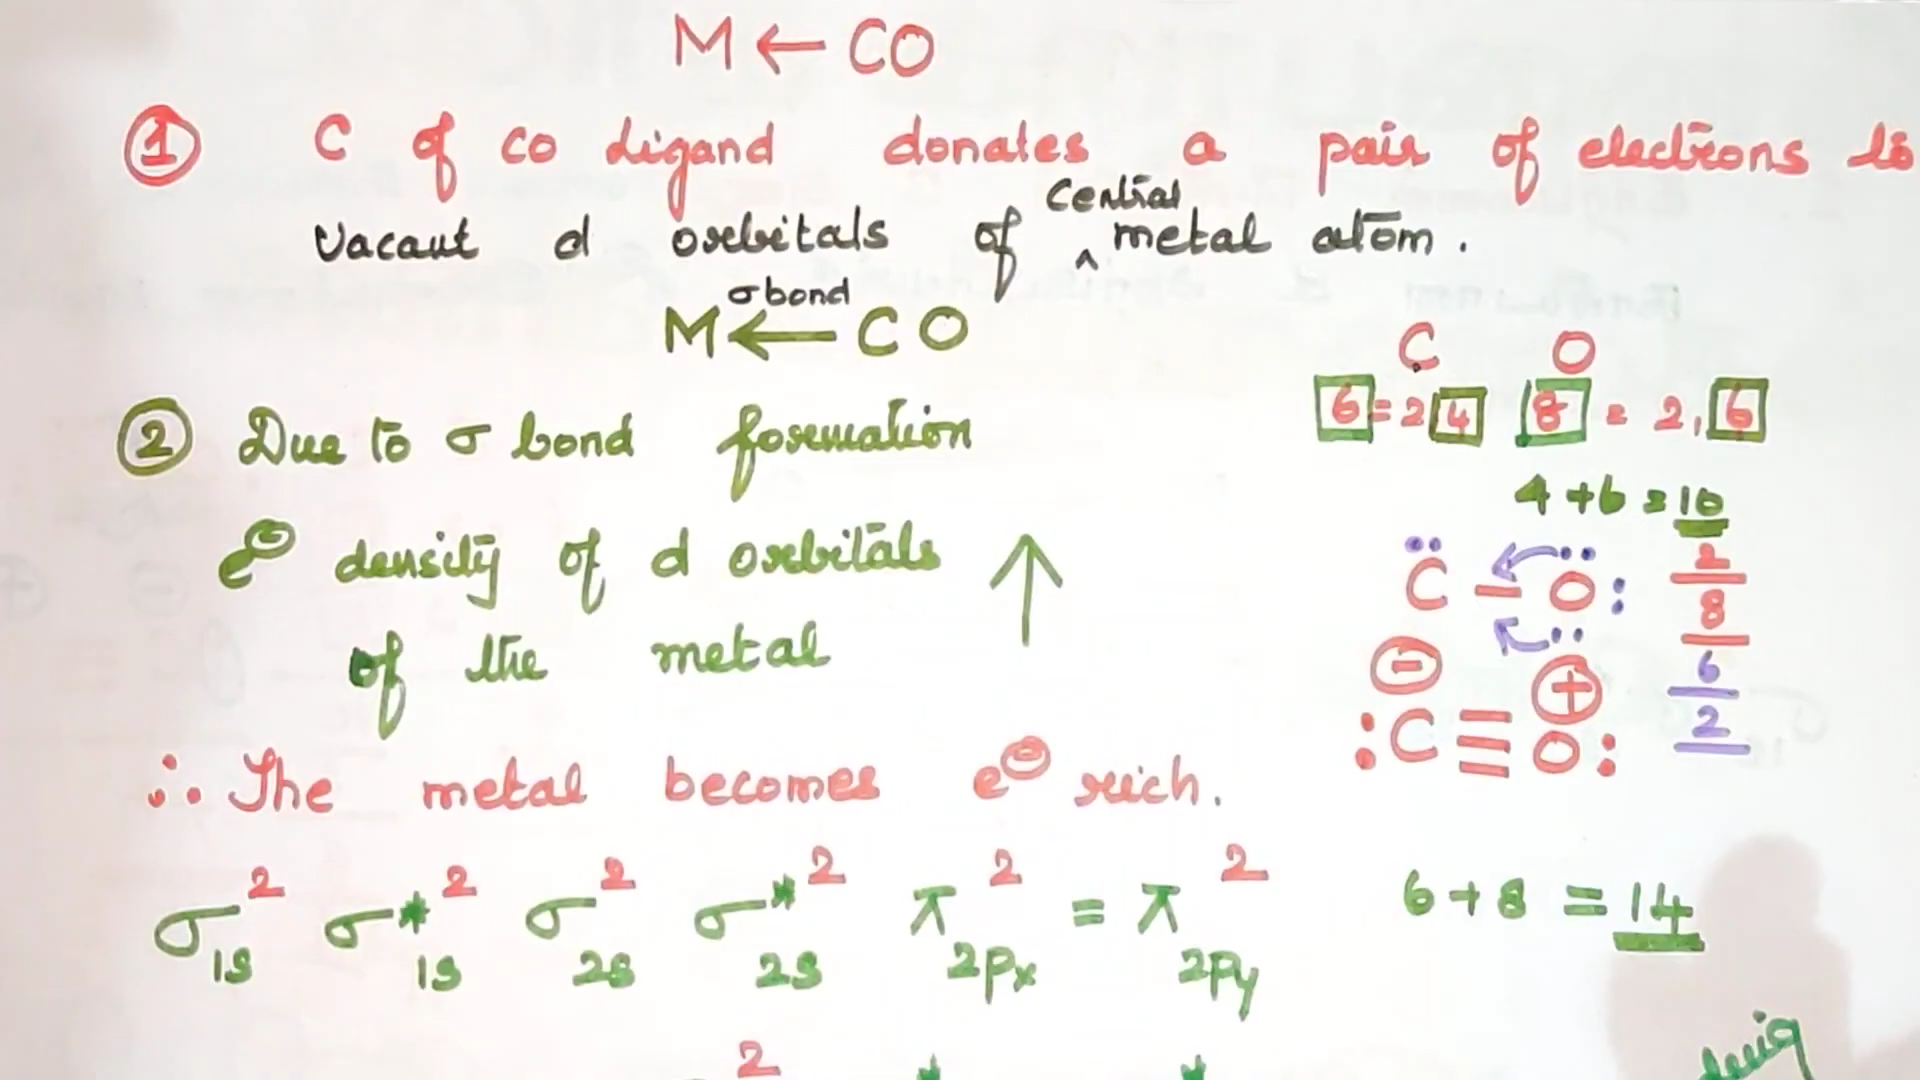 M ← CO
① C of CO ligand donates a pair of electrons to
vacant d orbitals of ^ central metal atom.
σ bond
M ← CO
② Due to σ bond formation
e⊖ density of d orbitals ↑
of the metal
∴ The metal becomes e⊖ rich.
C O
6 = 2 4 8 = 2, 6
4 + 6 = 10
C̈ – Ö: 2
8
⊖ ⊕ 6
:C ≡ O: 2
σ1s² σ*1s² σ2s² σ*2s² π2px² = π2py²
6 + 8 = 14
2 * *